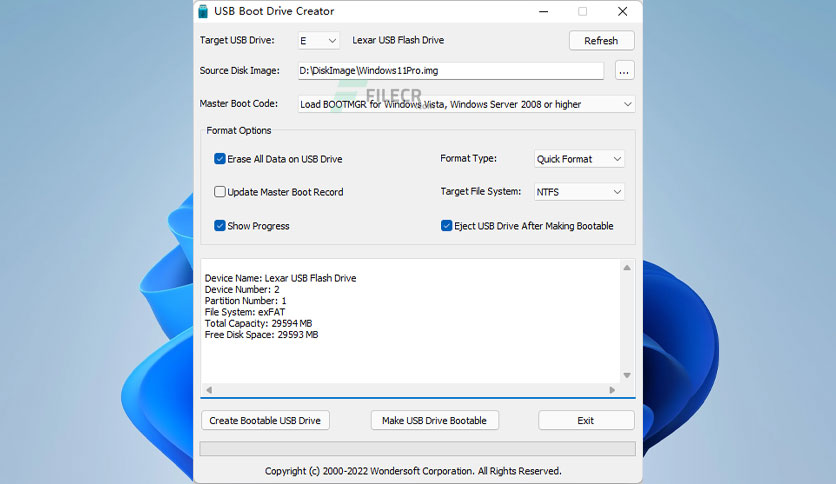 USB Boot Drive Creator
Target USB Drive: E Lexar USB Flash Drive Refresh
Source Disk Image: D:\DiskImage\Windows11Pro.img ...
FILECR
Master Boot Code: Load BOOTMGR for Windows Vista, Windows Server 2008 or higher
Format Options
Erase All Data on USB Drive Format Type: Quick Format
Update Master Boot Record Target File System: NTFS
Show Progress Eject USB Drive After Making Bootable
Device Name: Lexar USB Flash Drive
Device Number: 2
Partition Number: 1
File System: exFAT
Total Capacity: 29594 MB
Free Disk Space: 29593 MB
Create Bootable USB Drive Make USB Drive Bootable Exit
Copyright (c) 2000-2022 Wondersoft Corporation. All Rights Reserved.